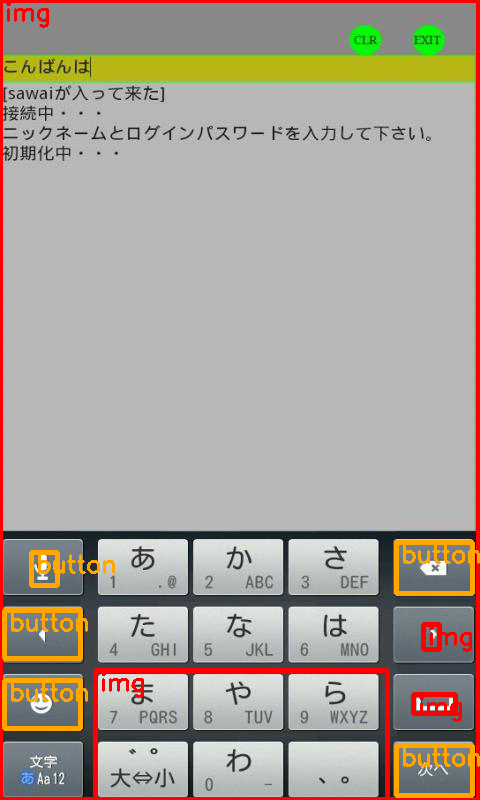 img
CLR EXIT
こんばんは
[sawaiが入って来た]
接続中・・・
ニックネームとログインパスワードを入力して下さい。
初期化中・・・
button
あ
1 .@
か
2 ABC
さ
3 DEF
button
button
た
4 GHI
な
5 JKL
は
6 MNO
img
button
img
ま
7 PQRS
や
8 TUV
ら
9 WXYZ
img
文字
あAa12
゛゜
大⇔小
わ
0 -
、。
button
次へ